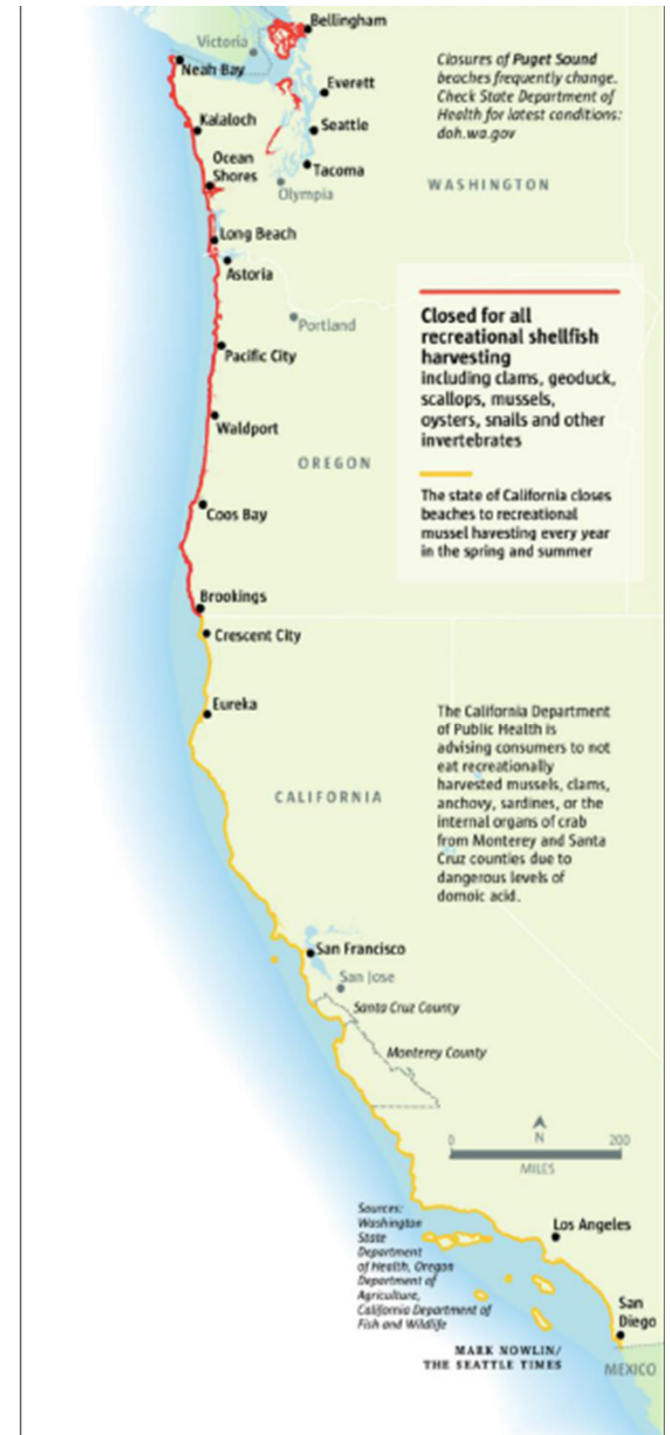 Bellingham
Victoria
Neah Bay
Everett
Kalaloch
Seattle
Ocean
Shores
Tacoma
Olympia
Closures of Puget Sound
beaches frequently change.
Check State Department of
Health for latest conditions:
doh.wa.gov
WASHINGTON
Long Beach
Astoria
Portland
Pacific City
Waldport
OREGON
Coos Bay
Brookings
Closed for all
recreational shellfish
harvesting
including clams, geoduck,
scallops, mussels,
oysters, snails and other
invertebrates
The state of California closes
beaches to recreational
mussel havesting every year
in the spring and summer
Crescent City
Eureka
CALIFORNIA
The California Department
of Public Health is
advising consumers to not
eat recreationally
harvested mussels, clams,
anchovy, sardines, or the
internal organs of crab
from Monterey and Santa
Cruz counties due to
dangerous levels of
domoic acid.
San Francisco
San Jose
Santa Cruz County
Monterey County
N
0 200
MILES
Sources:
Washington
State
Department
of Health, Oregon
Department of
Agriculture,
California Department of
Fish and Wildlife
Los Angeles
San
Diego
MARK NOWLIN/
THE SEATTLE TIMES
MEXICO